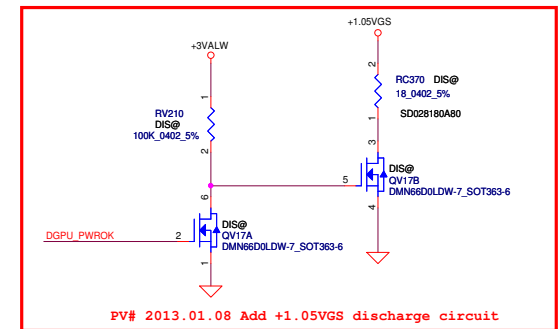 +1.05VGS
+3VALW
2
RC370 DIS@
18_0402_5%
1
SD028180A80
1
RV210
DIS@
100K_0402_5%
2
3
DIS@
QV17B
DMN66D0LDW-7_SOT363-6
5
4
6
DIS@
QV17A
DMN66D0LDW-7_SOT363-6
DGPU_PWROK
2
1
PV# 2013.01.08 Add +1.05VGS discharge circuit